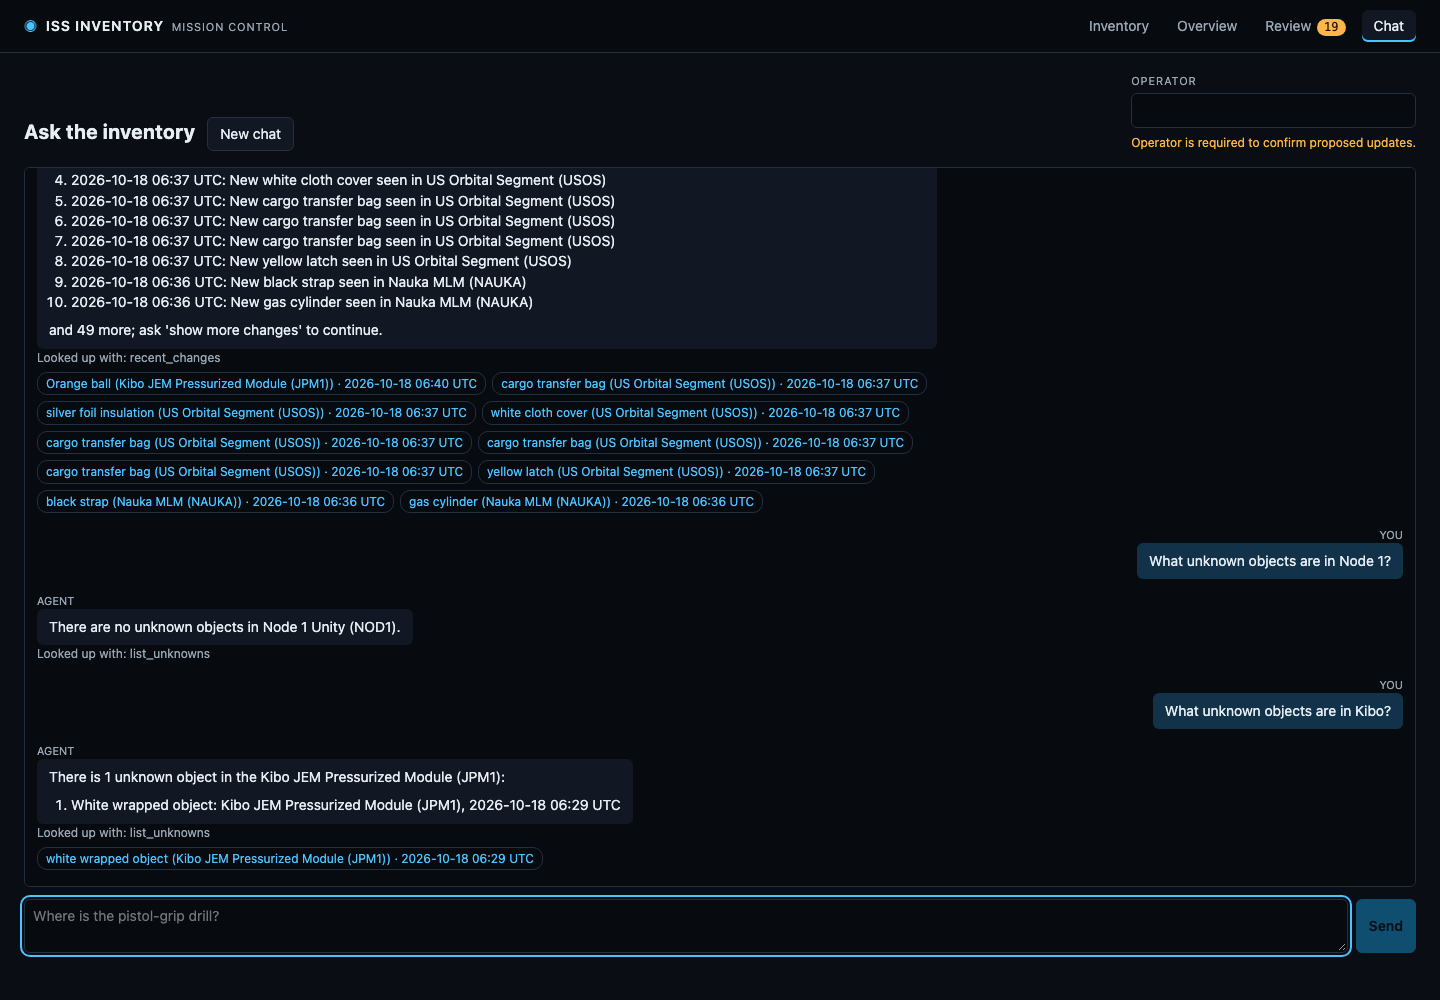 ISS INVENTORY MISSION CONTROL
Inventory Overview Review 19 Chat
OPERATOR
Ask the inventory New chat
Operator is required to confirm proposed updates.
4. 2026-10-18 06:37 UTC: New white cloth cover seen in US Orbital Segment (USOS)
5. 2026-10-18 06:37 UTC: New cargo transfer bag seen in US Orbital Segment (USOS)
6. 2026-10-18 06:37 UTC: New cargo transfer bag seen in US Orbital Segment (USOS)
7. 2026-10-18 06:37 UTC: New cargo transfer bag seen in US Orbital Segment (USOS)
8. 2026-10-18 06:37 UTC: New yellow latch seen in US Orbital Segment (USOS)
9. 2026-10-18 06:36 UTC: New black strap seen in Nauka MLM (NAUKA)
10. 2026-10-18 06:36 UTC: New gas cylinder seen in Nauka MLM (NAUKA)
and 49 more; ask 'show more changes' to continue.
Looked up with: recent_changes
Orange ball (Kibo JEM Pressurized Module (JPM1)) · 2026-10-18 06:40 UTC cargo transfer bag (US Orbital Segment (USOS)) · 2026-10-18 06:37 UTC
silver foil insulation (US Orbital Segment (USOS)) · 2026-10-18 06:37 UTC white cloth cover (US Orbital Segment (USOS)) · 2026-10-18 06:37 UTC
cargo transfer bag (US Orbital Segment (USOS)) · 2026-10-18 06:37 UTC cargo transfer bag (US Orbital Segment (USOS)) · 2026-10-18 06:37 UTC
cargo transfer bag (US Orbital Segment (USOS)) · 2026-10-18 06:37 UTC yellow latch (US Orbital Segment (USOS)) · 2026-10-18 06:37 UTC
black strap (Nauka MLM (NAUKA)) · 2026-10-18 06:36 UTC gas cylinder (Nauka MLM (NAUKA)) · 2026-10-18 06:36 UTC
YOU
What unknown objects are in Node 1?
AGENT
There are no unknown objects in Node 1 Unity (NOD1).
Looked up with: list_unknowns
YOU
What unknown objects are in Kibo?
AGENT
There is 1 unknown object in the Kibo JEM Pressurized Module (JPM1):
1. White wrapped object: Kibo JEM Pressurized Module (JPM1), 2026-10-18 06:29 UTC
Looked up with: list_unknowns
white wrapped object (Kibo JEM Pressurized Module (JPM1)) · 2026-10-18 06:29 UTC
Where is the pistol-grip drill?
Send